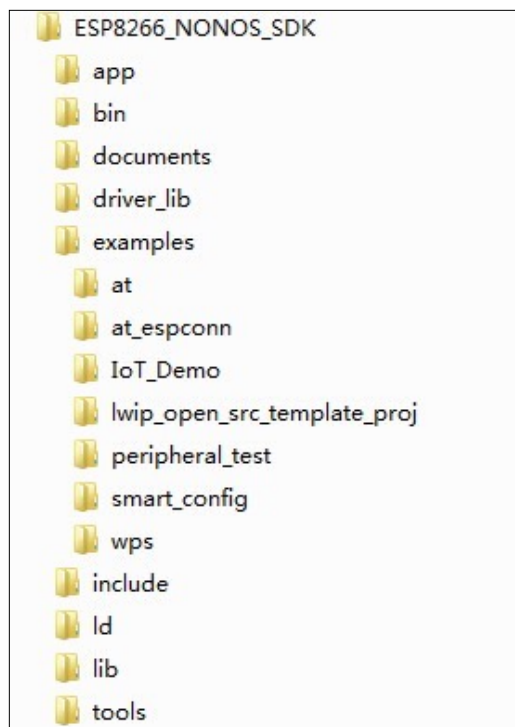 ESP8266_NONOS_SDK
app
bin
documents
driver_lib
examples
at
at_espconn
IoT_Demo
lwip_open_src_template_proj
peripheral_test
smart_config
wps
include
ld
lib
tools